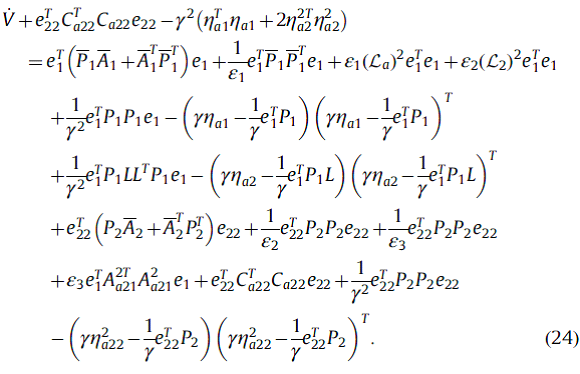 V̇ + e_{22}^T C_{a22}^T C_{a22} e_{22} − γ^2 (η_{a1}^T η_{a1} + 2η_{a2}^{2T} η_{a2}^2)
= e_1^T (P̅_1 A̅_1 + A̅_1^T P̅_1^T) e_1 + \frac{1}{ε_1} e_1^T P̅_1 P̅_1^T e_1 + ε_1 (ℒ_a)^2 e_1^T e_1 + ε_2 (ℒ_2)^2 e_1^T e_1
+ \frac{1}{γ^2} e_1^T P_1 P_1 e_1 − (γη_{a1} − \frac{1}{γ} e_1^T P_1) (γη_{a1} − \frac{1}{γ} e_1^T P_1)^T
+ \frac{1}{γ^2} e_1^T P_1 L L^T P_1 e_1 − (γη_{a2} − \frac{1}{γ} e_1^T P_1 L) (γη_{a2} − \frac{1}{γ} e_1^T P_1 L)^T
+ e_{22}^T (P_2 A̅_2 + A̅_2^T P_2^T) e_{22} + \frac{1}{ε_2} e_{22}^T P_2 P_2 e_{22} + \frac{1}{ε_3} e_{22}^T P_2 P_2 e_{22}
+ ε_3 e_1^T A_{a21}^{2T} A_{a21}^2 e_1 + e_{22}^T C_{a22}^T C_{a22} e_{22} + \frac{1}{γ^2} e_{22}^T P_2 P_2 e_{22}
− (γη_{a22}^2 − \frac{1}{γ} e_{22}^T P_2) (γη_{a22}^2 − \frac{1}{γ} e_{22}^T P_2)^T. (24)